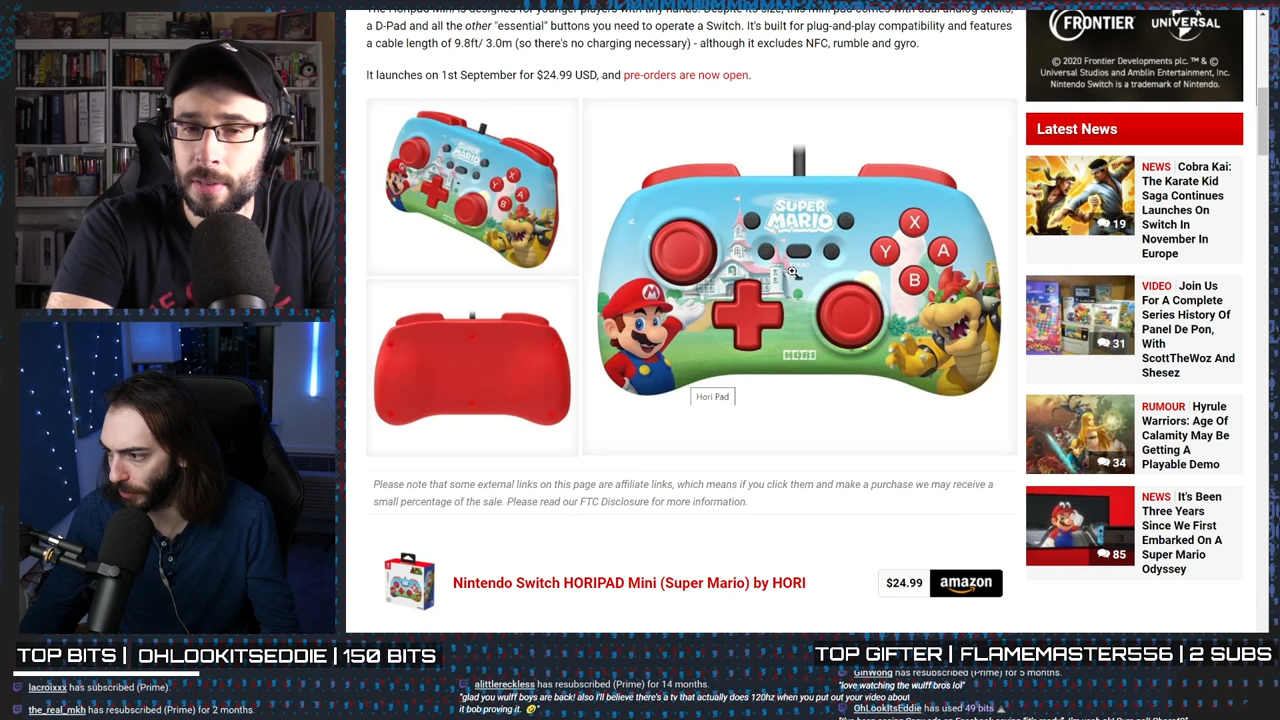 a D-Pad and all the other "essential" buttons you need to operate a Switch. It's built for plug-and-play compatibility and features
a cable length of 9.8ft/ 3.0m (so there's no charging necessary) - although it excludes NFC, rumble and gyro.
It launches on 1st September for $24.99 USD, and pre-orders are now open.
SUPER
MARIO
X
Y
A
B
SUPER
MARIO
X
Y
A
B
HORI
Hori Pad
Please note that some external links on this page are affiliate links, which means if you click them and make a purchase we may receive a
small percentage of the sale. Please read our FTC Disclosure for more information.
Nintendo Switch HORIPAD Mini (Super Mario) by HORI
$24.99
amazon
FRONTIER
UNIVERSAL
© 2020 Frontier Developments plc. ™ & ©
Universal Studios and Amblin Entertainment, Inc.
Nintendo Switch is a trademark of Nintendo.
Latest News
NEWS Cobra Kai:
The Karate Kid
Saga Continues
Launches On
Switch In
November In
Europe
19
VIDEO Join Us
For A Complete
Series History Of
Panel De Pon,
With
ScottTheWoz And
Shesez
31
RUMOUR Hyrule
Warriors: Age Of
Calamity May Be
Getting A
Playable Demo
34
NEWS It's Been
Three Years
Since We First
Embarked On A
Super Mario
Odyssey
85
TOP BITS | OHLOOKITSEDDIE | 150 BITS
TOP GIFTER | FLAMEMASTER556 | 2 SUBS
lacroixxx has subscribed (Prime).
the_real_mkh has resubscribed (Prime) for 2 months.
alittlereckless has resubscribed (Prime) for 14 months.
"glad you wulff boys are back! also I'll believe there's a tv that actually does 120hz when you put out your video about
it bob proving it.
GinWong has resubscribed (Prime) for 5 months.
"love watching the wulff bros lol"
OhLookItsEddie has used 49 bits